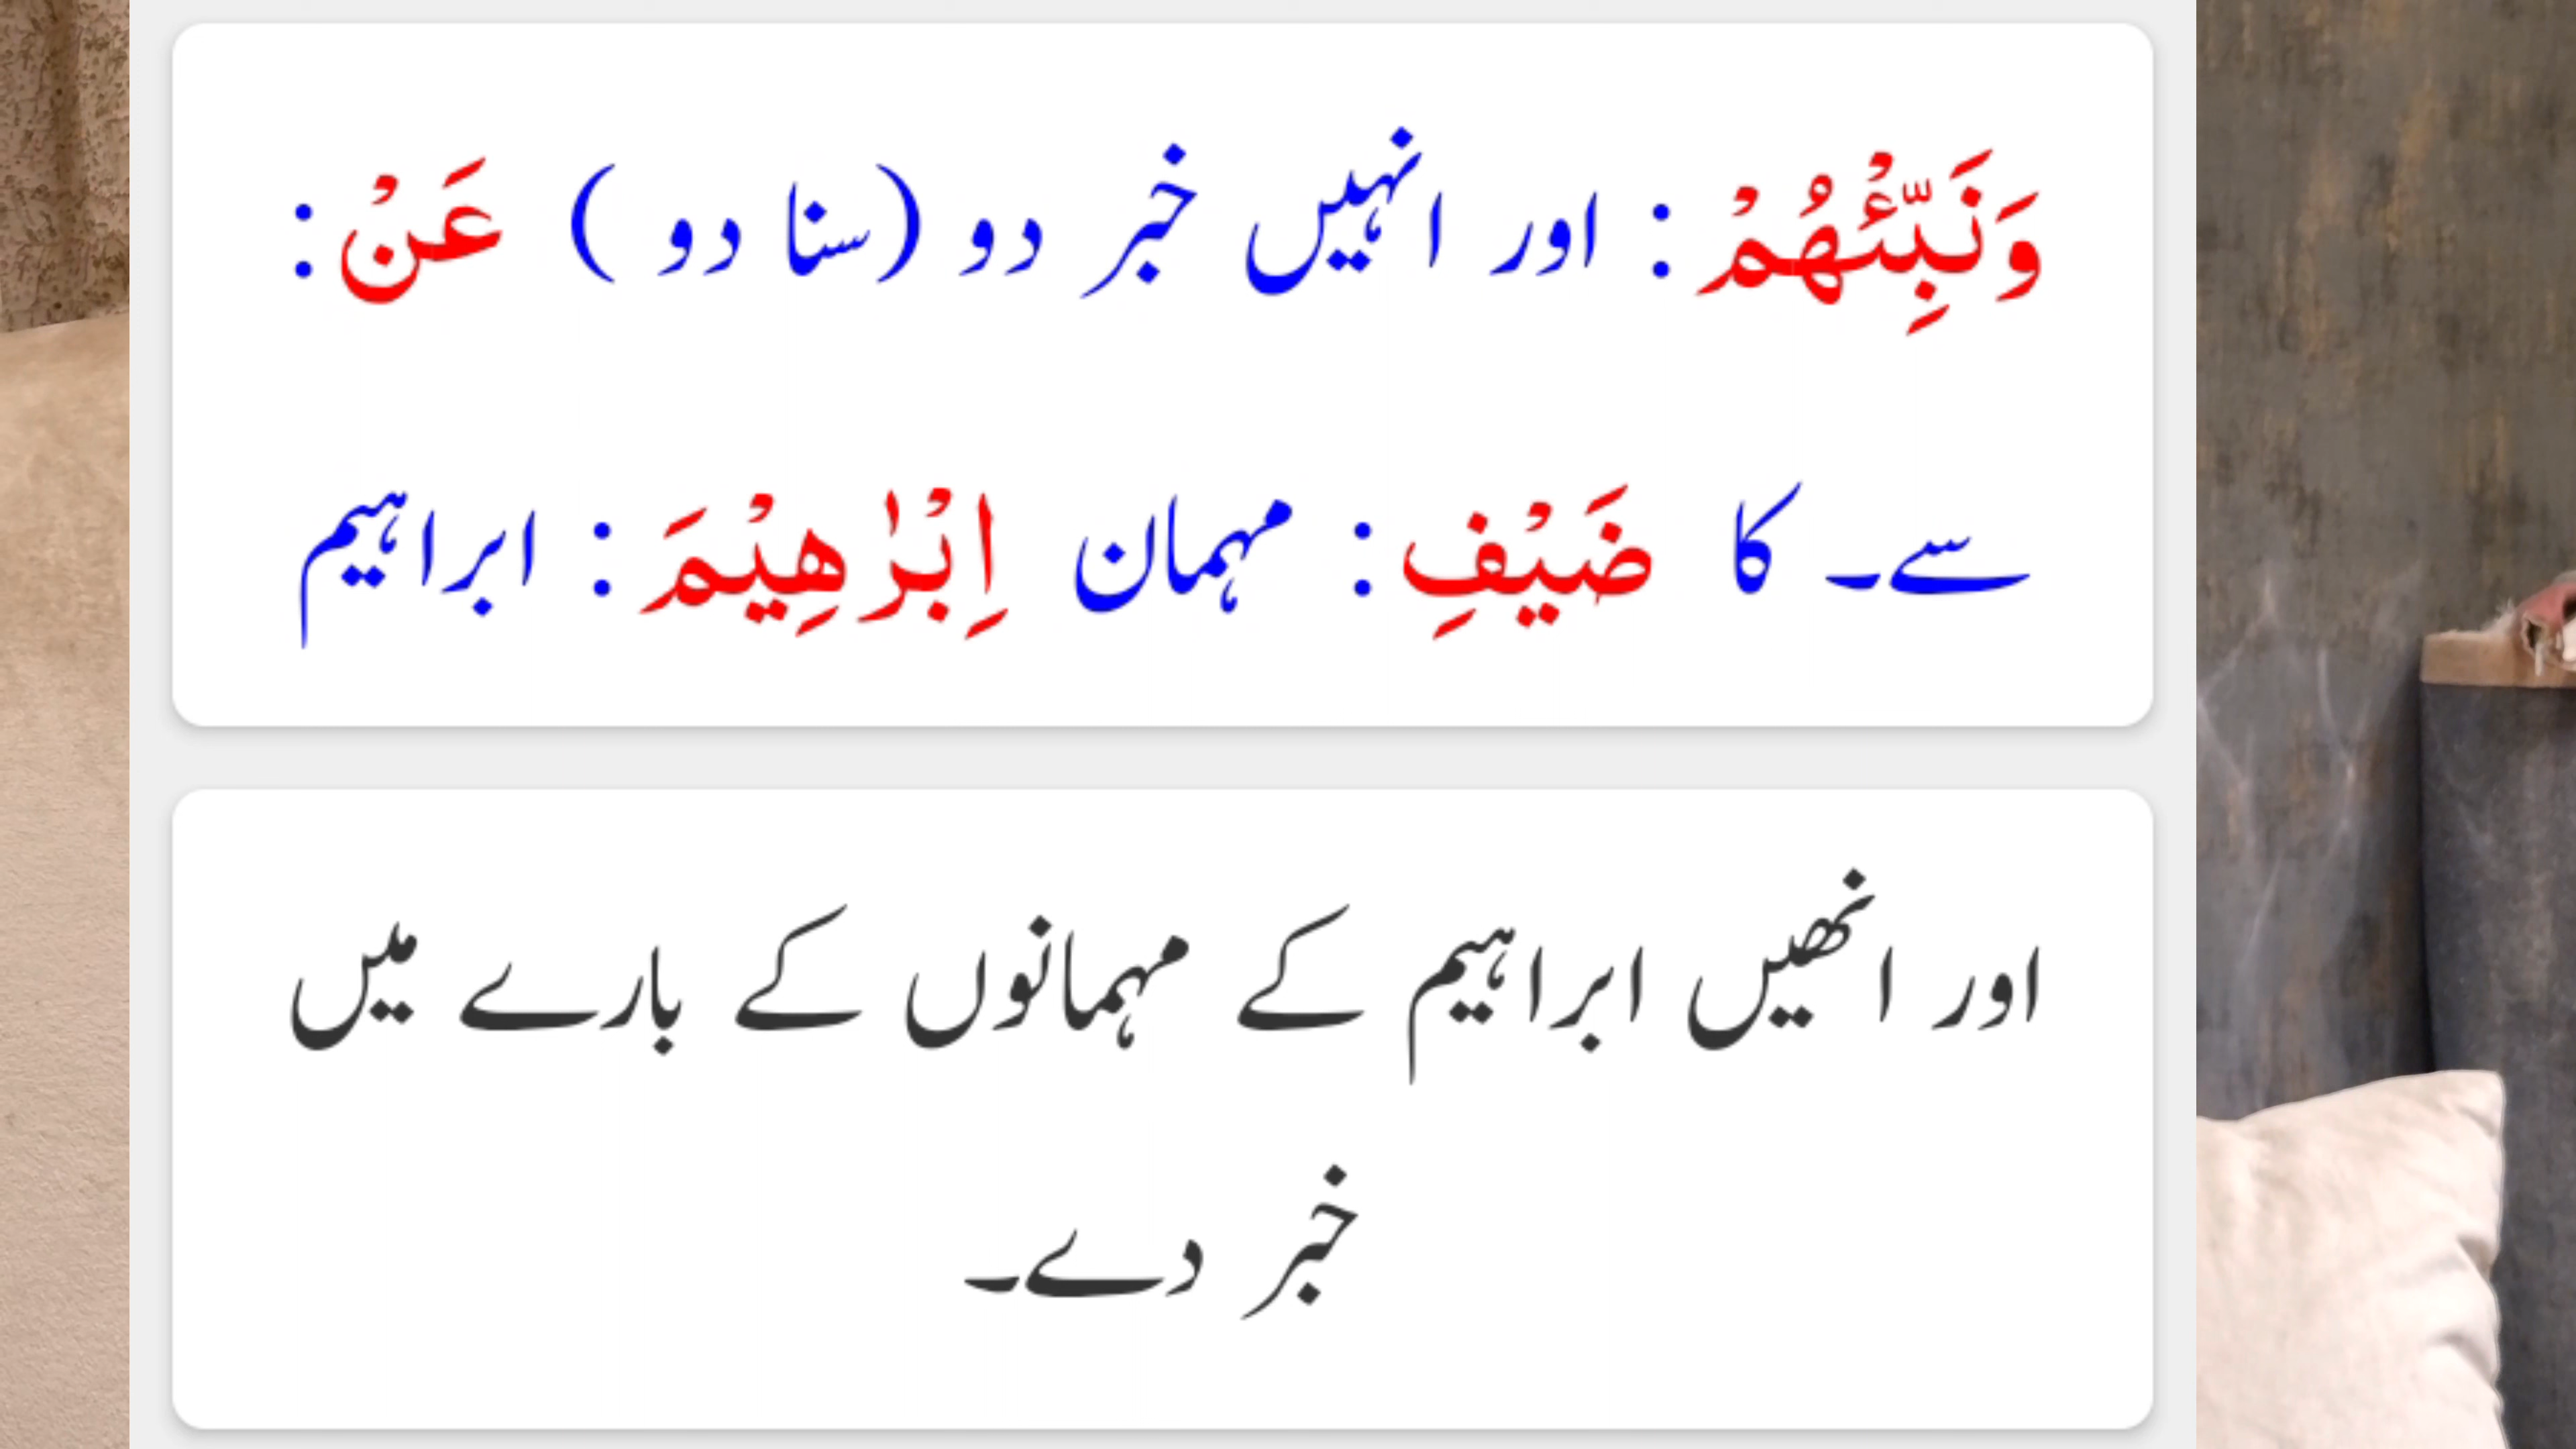 وَنَبِّئْهُمْ : اور انہیں خبر دو (سنا دو ) عَنْ :
سے۔ کا ضَيْفِ : مہمان اِبْرٰهِيْمَ : ابراہیم
اور انھیں ابراہیم کے مہمانوں کے بارے میں
خبر دے۔